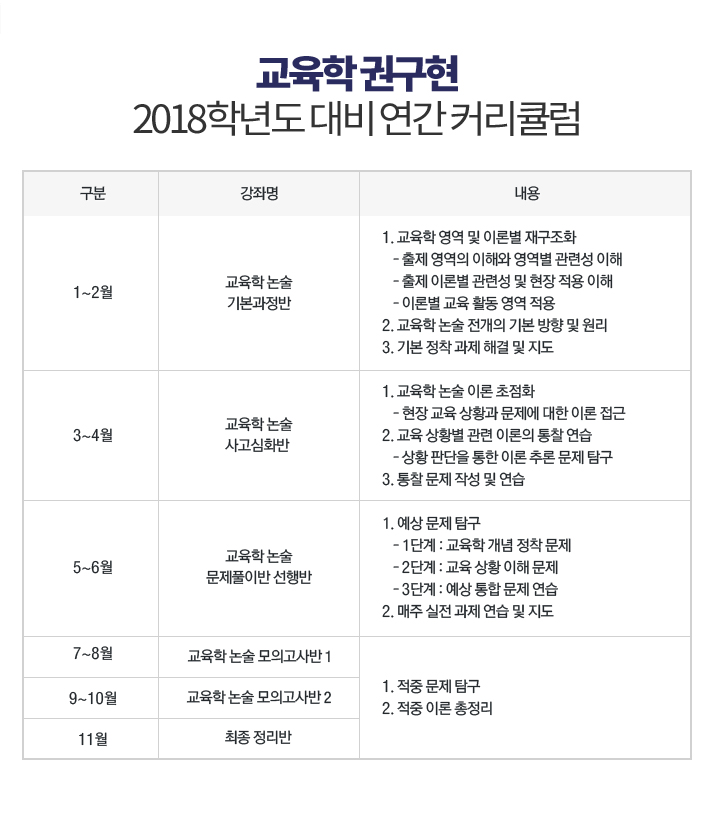 교육학 권구현
2018학년도 대비 연간 커리큘럼
구분
강좌명
내용
1~2월
교육학 논술
기본과정반
1. 교육학 영역 및 이론별 재구조화
- 출제 영역의 이해와 영역별 관련성 이해
- 출제 이론별 관련성 및 현장 적용 이해
- 이론별 교육 활동 영역 적용
2. 교육학 논술 전개의 기본 방향 및 원리
3. 기본 정착 과제 해결 및 지도
3~4월
교육학 논술
사고심화반
1. 교육학 논술 이론 초점화
- 현장 교육 상황과 문제에 대한 이론 접근
2. 교육 상황별 관련 이론의 통찰 연습
- 상황 판단을 통한 이론 추론 문제 탐구
3. 통찰 문제 작성 및 연습
5~6월
교육학 논술
문제풀이반 선행반
1. 예상 문제 탐구
- 1단계 : 교육학 개념 정착 문제
- 2단계 : 교육 상황 이해 문제
- 3단계 : 예상 통합 문제 연습
2. 매주 실전 과제 연습 및 지도
7~8월
교육학 논술 모의고사반 1
9~10월
교육학 논술 모의고사반 2
11월
최종 정리반
1. 적중 문제 탐구
2. 적중 이론 총정리